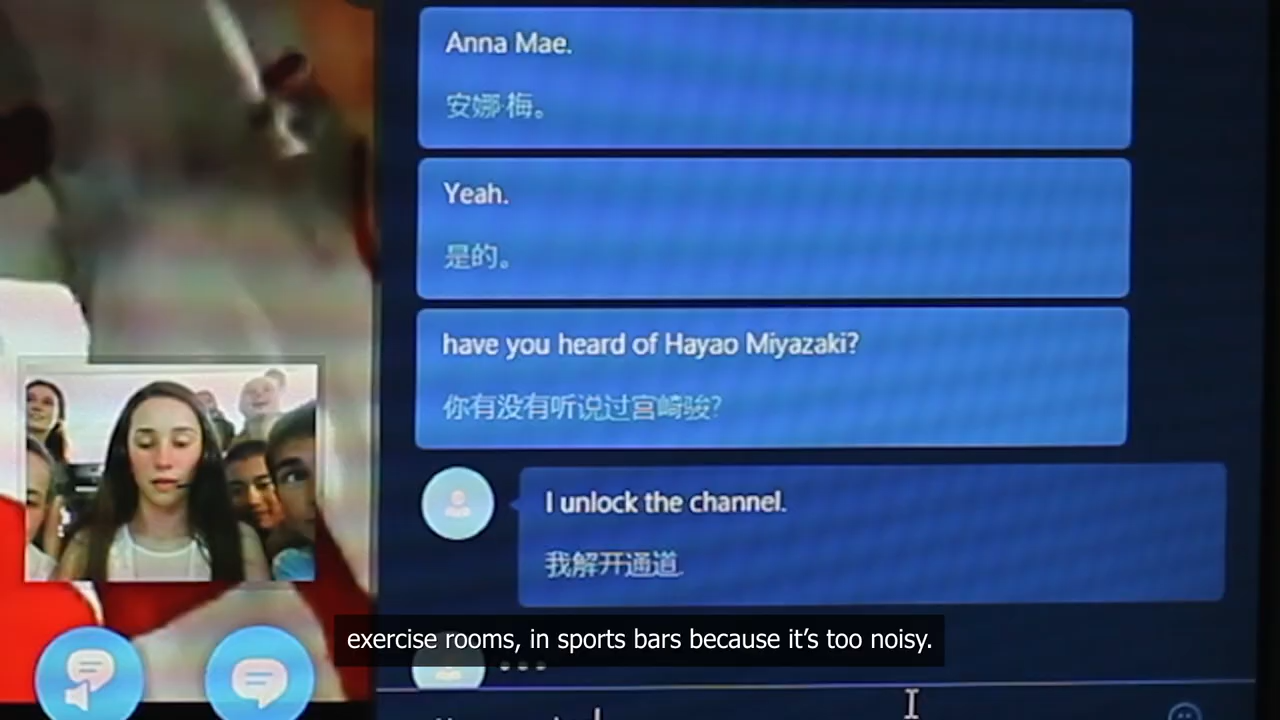 Anna Mae.
安娜·梅。
Yeah.
是的。
have you heard of Hayao Miyazaki?
你有没有听说过宫崎骏?
I unlock the channel.
我解开通道.
exercise rooms, in sports bars because it's too noisy.